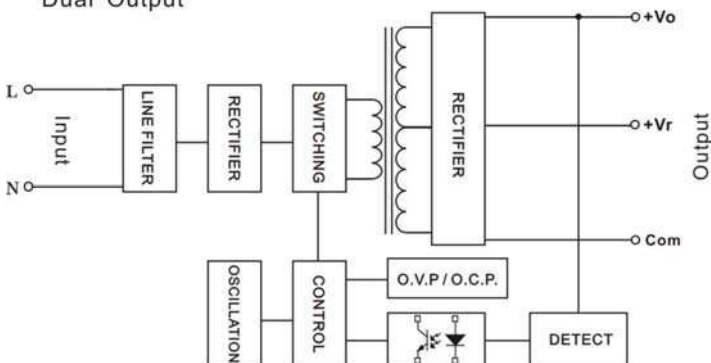 Dual Output
+Vo
L
Input
N
LINE FILTER
RECTIFIER
SWITCHING
RECTIFIER
+Vr
Output
Com
OSCILLATION
CONTROL
O.V.P / O.C.P.
DETECT